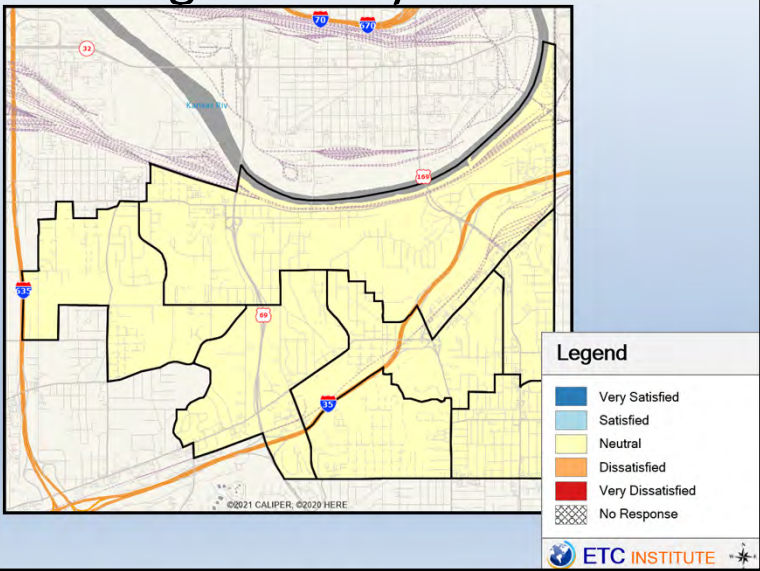 70
670
32
Kansas Riv
169
635
69
35
©2021 CALIPER, ©2020 HERE
Legend
Very Satisfied
Satisfied
Neutral
Dissatisfied
Very Dissatisfied
No Response
ETC INSTITUTE